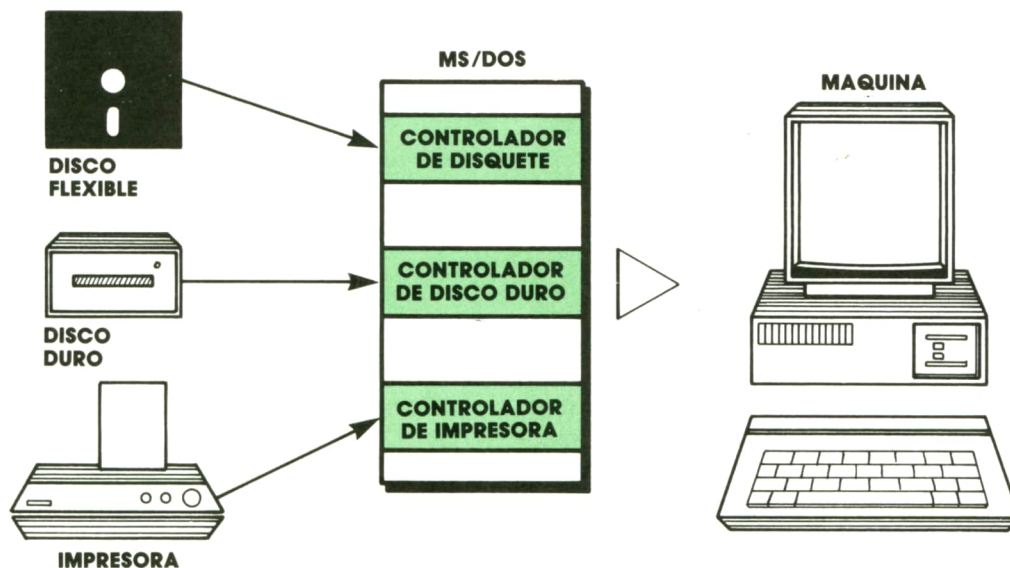 MS/DOS
MAQUINA
DISCO
FLEXIBLE
CONTROLADOR
DE DISQUETE
DISCO
DURO
CONTROLADOR
DE DISCO DURO
IMPRESORA
CONTROLADOR
DE IMPRESORA